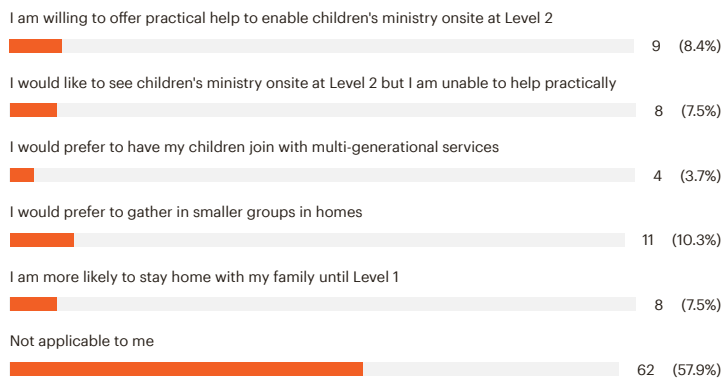 I am willing to offer practical help to enable children's ministry onsite at Level 2
9 (8.4%)
I would like to see children's ministry onsite at Level 2 but I am unable to help practically
8 (7.5%)
I would prefer to have my children join with multi-generational services
4 (3.7%)
I would prefer to gather in smaller groups in homes
11 (10.3%)
I am more likely to stay home with my family until Level 1
8 (7.5%)
Not applicable to me
62 (57.9%)